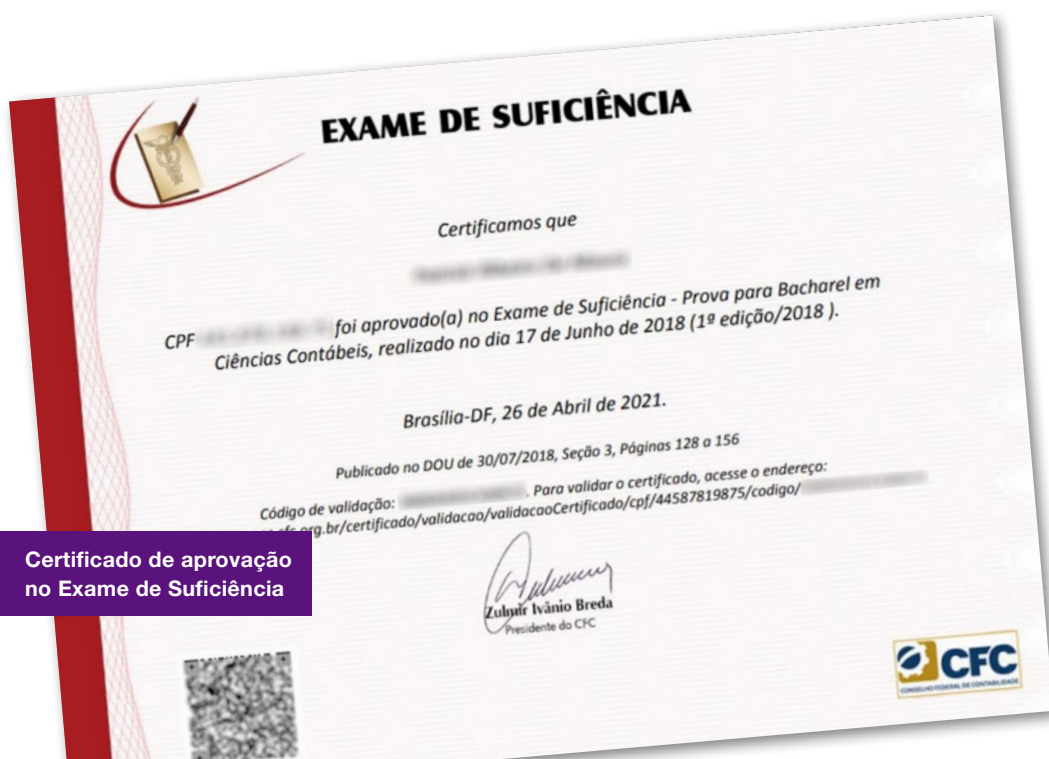 EXAME DE SUFICIÊNCIA
Certificamos que
CPF foi aprovado(a) no Exame de Suficiência - Prova para Bacharel em
Ciências Contábeis, realizado no dia 17 de Junho de 2018 (1ª edição/2018 ).
Brasília-DF, 26 de Abril de 2021.
Publicado no DOU de 30/07/2018, Seção 3, Páginas 128 a 156
Código de validação: . Para validar o certificado, acesse o endereço:
.cfc.org.br/certificado/validacao/validacaoCertificado/cpf/44587819875/codigo/
Certificado de aprovação
no Exame de Suficiência
Zulmir Ivânio Breda
Presidente do CFC
CFC
CONSELHO FEDERAL DE CONTABILIDADE